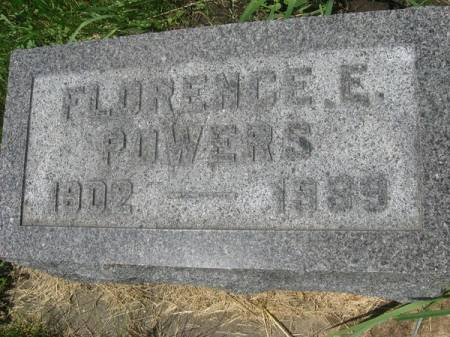 FLORENCE. E.
POWERS
1902 — 1989